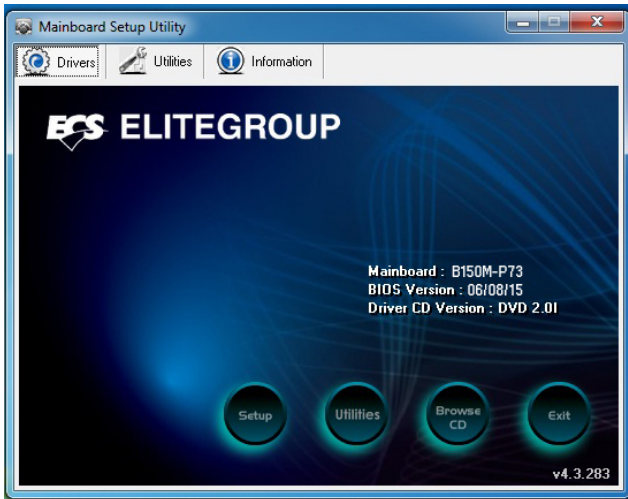 Mainboard Setup Utility
Drivers Utilities Information
ECS ELITEGROUP
Mainboard : B150M-P73
BIOS Version : 06/08/15
Driver CD Version : DVD 2.0I
Setup Utilities Browse CD Exit
v4.3.283